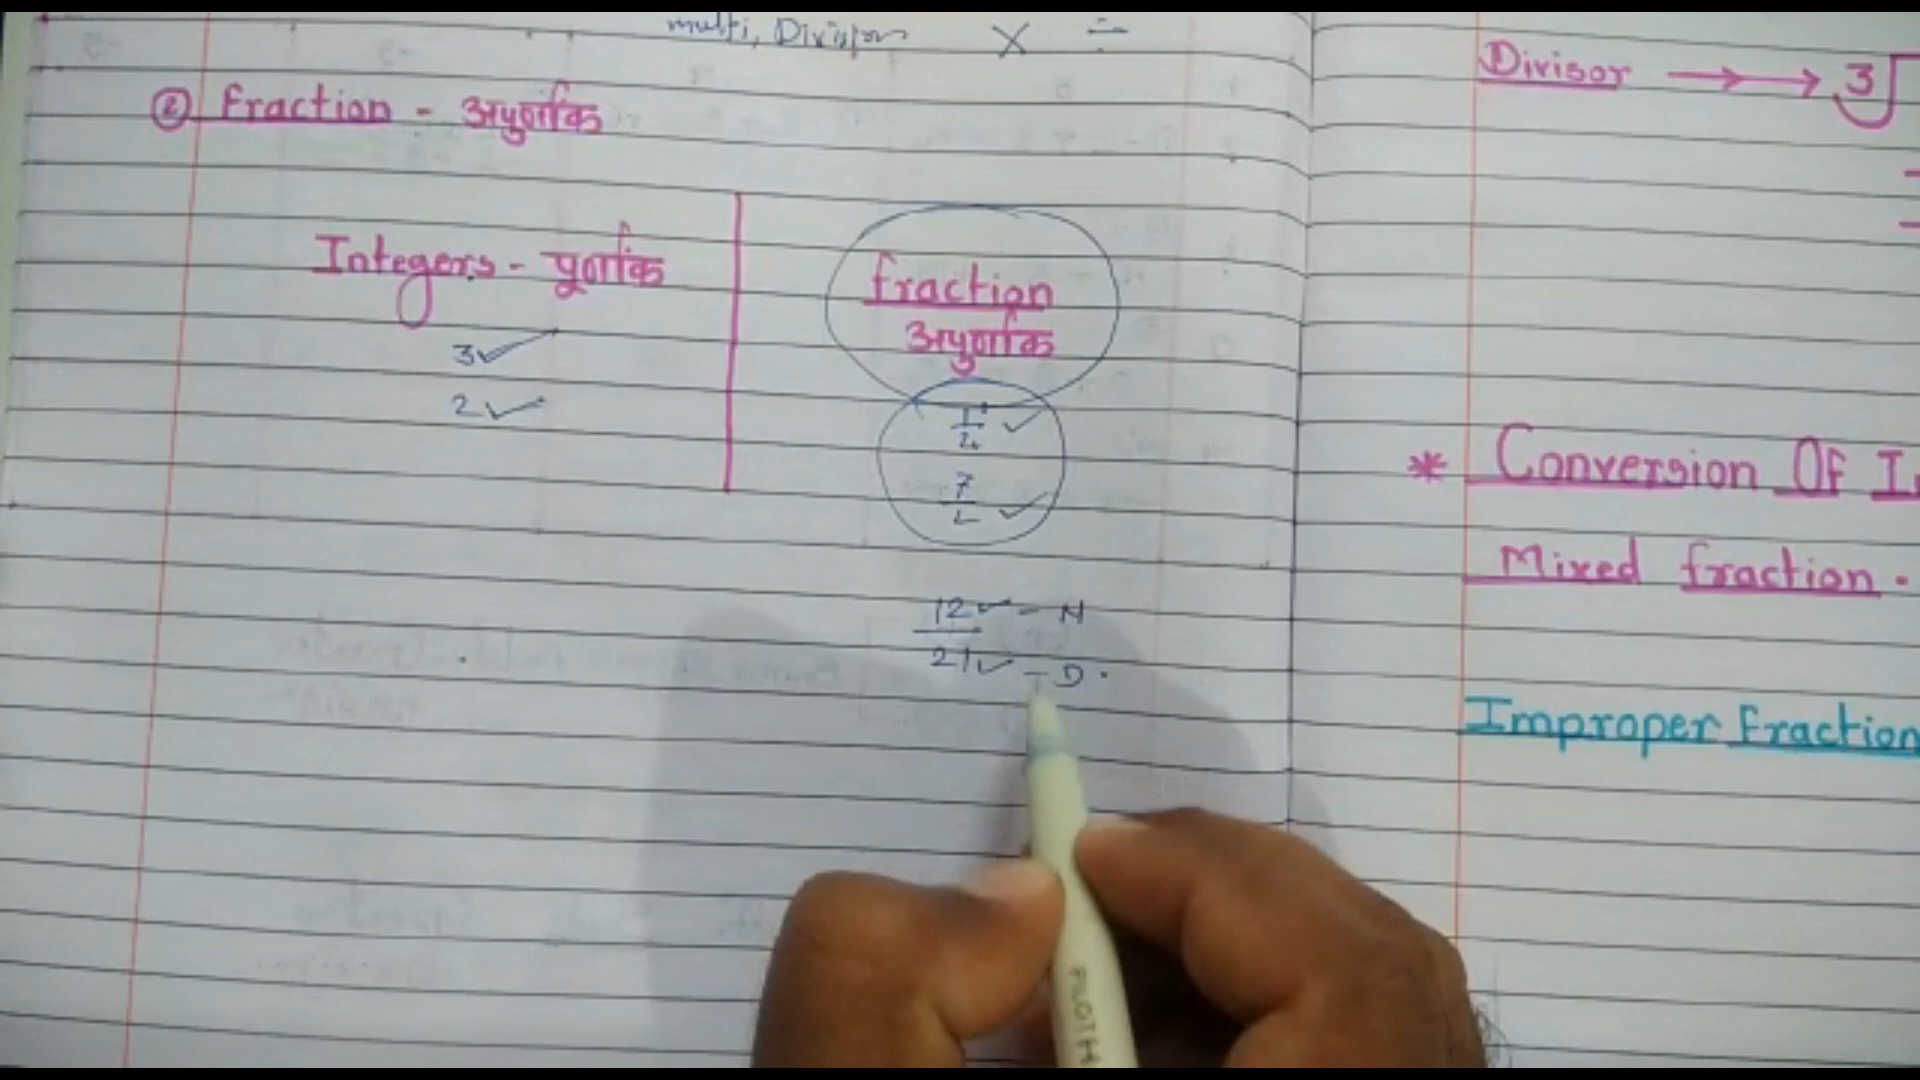 multi, Division × ÷
② Fraction - अपुर्णांक
Integers - पूर्णांक
3 ✓
2 ✓
fraction
अपुर्णांक
1/2 ✓
7/2 ✓
12 ✓ - N
21 ✓ - D.
PILOT
Divisor →→ 3
* Conversion Of I
Mixed fraction.
Improper Fraction